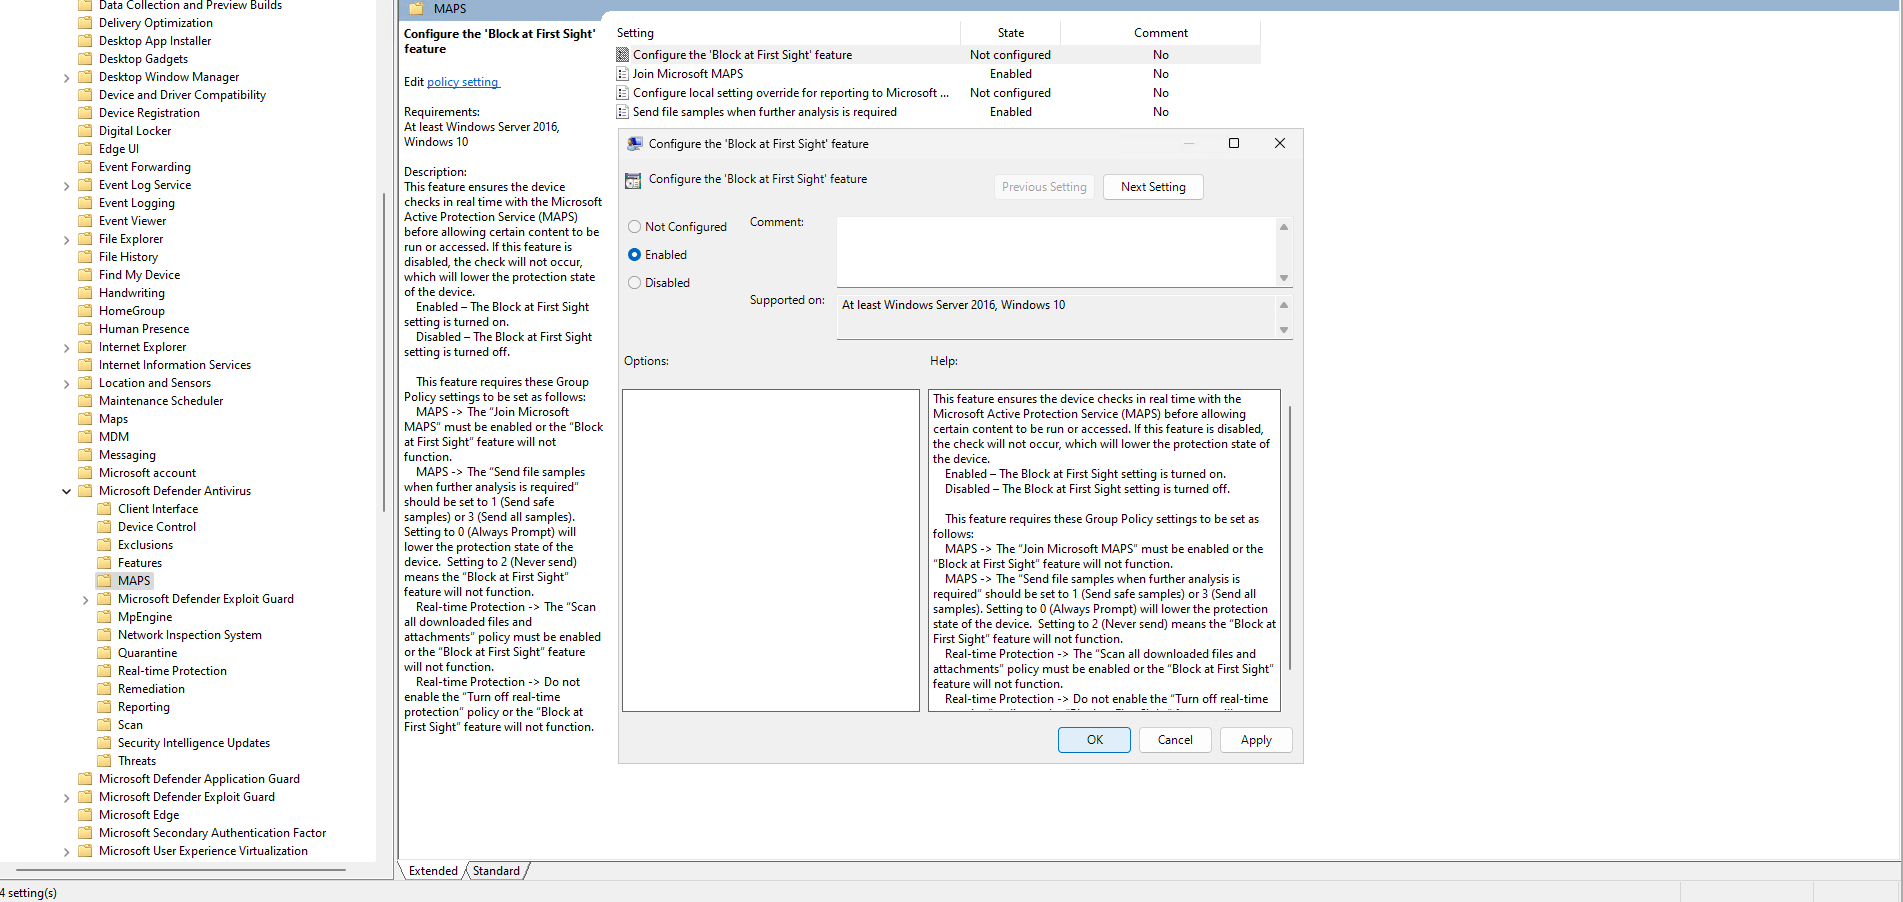 Data Collection and Preview Builds
Delivery Optimization
Desktop App Installer
Desktop Gadgets
Desktop Window Manager
Device and Driver Compatibility
Device Registration
Digital Locker
Edge UI
Event Forwarding
Event Log Service
Event Logging
Event Viewer
File Explorer
File History
Find My Device
Handwriting
HomeGroup
Human Presence
Internet Explorer
Internet Information Services
Location and Sensors
Maintenance Scheduler
Maps
MDM
Messaging
Microsoft account
Microsoft Defender Antivirus
Client Interface
Device Control
Exclusions
Features
MAPS
Microsoft Defender Exploit Guard
MpEngine
Network Inspection System
Quarantine
Real-time Protection
Remediation
Reporting
Scan
Security Intelligence Updates
Threats
Microsoft Defender Application Guard
Microsoft Defender Exploit Guard
Microsoft Edge
Microsoft Secondary Authentication Factor
Microsoft User Experience Virtualization
MAPS
Configure the 'Block at First Sight'
feature
Edit policy setting
Requirements:
At least Windows Server 2016,
Windows 10
Description:
This feature ensures the device
checks in real time with the Microsoft
Active Protection Service (MAPS)
before allowing certain content to be
run or accessed. If this feature is
disabled, the check will not occur,
which will lower the protection state
of the device.
Enabled – The Block at First Sight
setting is turned on.
Disabled – The Block at First Sight
setting is turned off.
This feature requires these Group
Policy settings to be set as follows:
MAPS -> The “Join Microsoft
MAPS” must be enabled or the “Block
at First Sight” feature will not
function.
MAPS -> The “Send file samples
when further analysis is required”
should be set to 1 (Send safe
samples) or 3 (Send all samples).
Setting to 0 (Always Prompt) will
lower the protection state of the
device.  Setting to 2 (Never send)
means the “Block at First Sight”
feature will not function.
Real-time Protection -> The “Scan
all downloaded files and
attachments” policy must be enabled
or the “Block at First Sight” feature
will not function.
Real-time Protection -> Do not
enable the “Turn off real-time
protection” policy or the “Block at
First Sight” feature will not function.
Setting State Comment
Configure the 'Block at First Sight' feature Not configured No
Join Microsoft MAPS Enabled No
Configure local setting override for reporting to Microsoft ... Not configured No
Send file samples when further analysis is required Enabled No
Configure the 'Block at First Sight' feature
Configure the 'Block at First Sight' feature
Previous Setting Next Setting
Not Configured
Enabled
Disabled
Comment:
Supported on: At least Windows Server 2016, Windows 10
Options: Help:
This feature ensures the device checks in real time with the
Microsoft Active Protection Service (MAPS) before allowing
certain content to be run or accessed. If this feature is disabled,
the check will not occur, which will lower the protection state of
the device.
Enabled – The Block at First Sight setting is turned on.
Disabled – The Block at First Sight setting is turned off.
This feature requires these Group Policy settings to be set as
follows:
MAPS -> The “Join Microsoft MAPS” must be enabled or the
“Block at First Sight” feature will not function.
MAPS -> The “Send file samples when further analysis is
required” should be set to 1 (Send safe samples) or 3 (Send all
samples). Setting to 0 (Always Prompt) will lower the protection
state of the device.  Setting to 2 (Never send) means the “Block at
First Sight” feature will not function.
Real-time Protection -> The “Scan all downloaded files and
attachments” policy must be enabled or the “Block at First Sight”
feature will not function.
Real-time Protection -> Do not enable the “Turn off real-time
OK Cancel Apply
Extended Standard
4 setting(s)